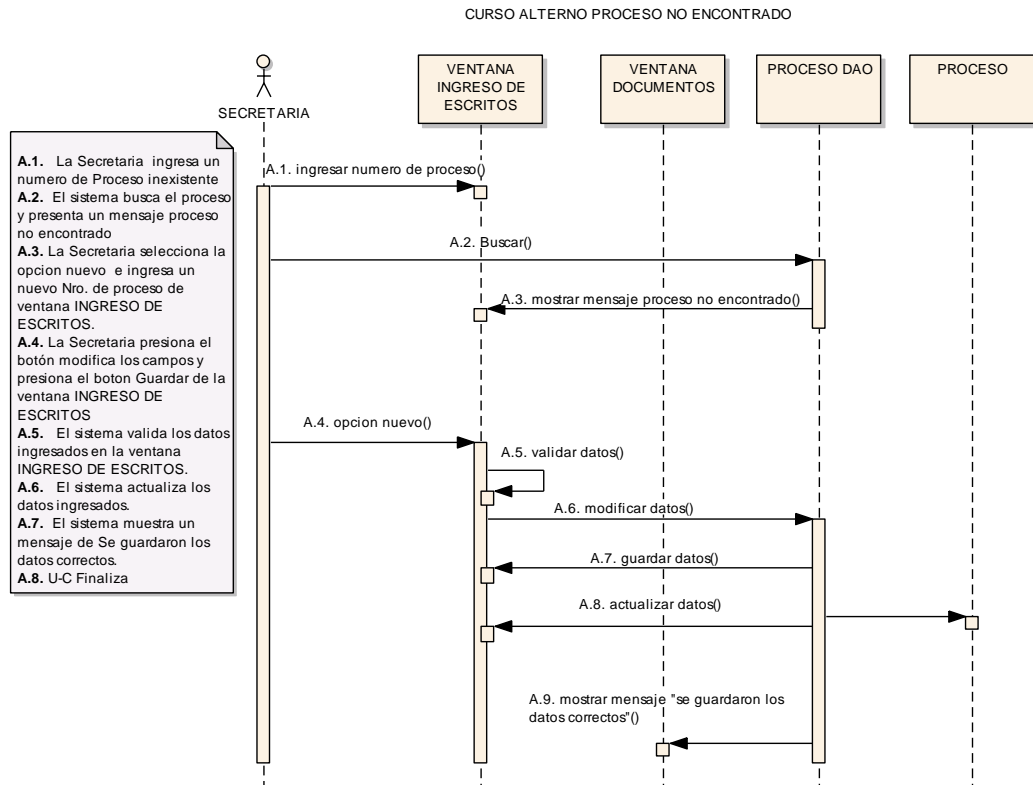 CURSO ALTERNO PROCESO NO ENCONTRADO
SECRETARIA
VENTANA
INGRESO DE
ESCRITOS
VENTANA
DOCUMENTOS
PROCESO DAO
PROCESO
A.1. La Secretaria ingresa un
numero de Proceso inexistente
A.2. El sistema busca el proceso
y presenta un mensaje proceso
no encontrado
A.3. La Secretaria selecciona la
opcion nuevo e ingresa un
nuevo Nro. de proceso de
ventana INGRESO DE
ESCRITOS.
A.4. La Secretaria presiona el
botón modifica los campos y
presiona el boton Guardar de la
ventana INGRESO DE
ESCRITOS
A.5. El sistema valida los datos
ingresados en la ventana
INGRESO DE ESCRITOS.
A.6. El sistema actualiza los
datos ingresados.
A.7. El sistema muestra un
mensaje de Se guardaron los
datos correctos.
A.8. U-C Finaliza
A.1. ingresar numero de proceso()
A.2. Buscar()
A.3. mostrar mensaje proceso no encontrado()
A.4. opcion nuevo()
A.5. validar datos()
A.6. modificar datos()
A.7. guardar datos()
A.8. actualizar datos()
A.9. mostrar mensaje "se guardaron los
datos correctos"()